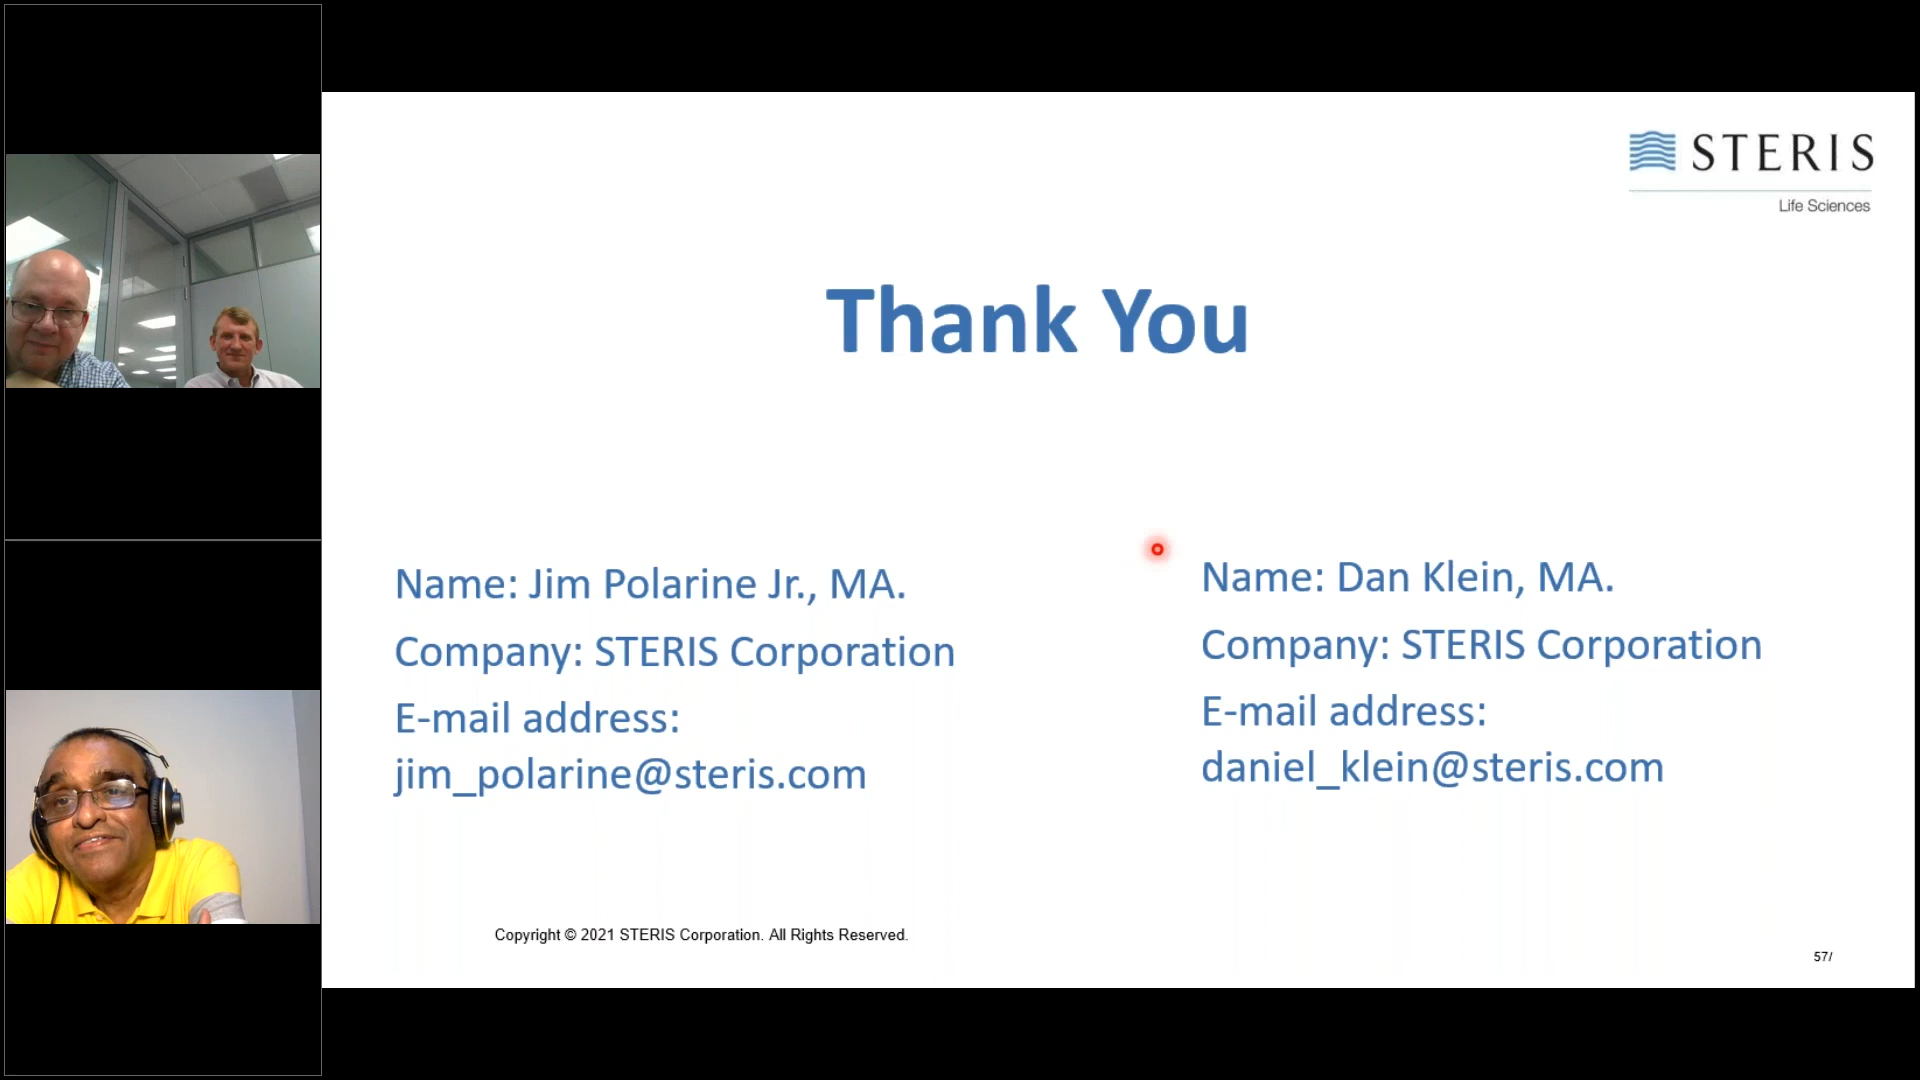 STERIS
Life Sciences
Thank You
Name: Jim Polarine Jr., MA.
Company: STERIS Corporation
E-mail address:
jim_polarine@steris.com
Name: Dan Klein, MA.
Company: STERIS Corporation
E-mail address:
daniel_klein@steris.com
Copyright © 2021 STERIS Corporation. All Rights Reserved.
57/